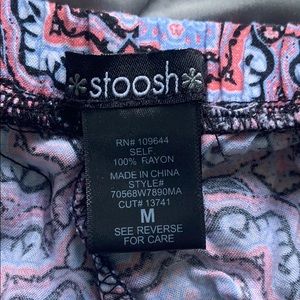 *stoosh*
RN# 109644
SELF
100% RAYON
MADE IN CHINA
STYLE#
70568W7890MA
CUT# 13741
M
SEE REVERSE
FOR CARE